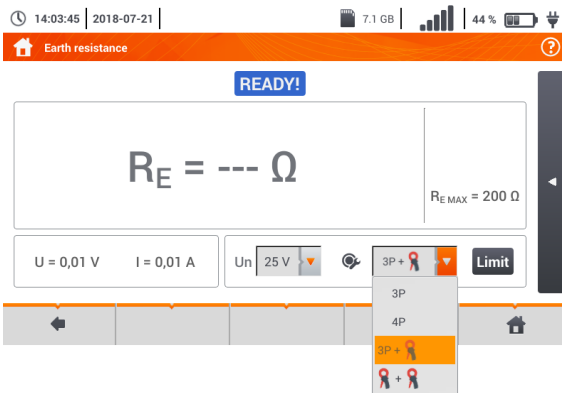 14:03:45 2018-07-21 7.1 GB 44 %
Earth resistance ?
READY!
RE = --- Ω
RE MAX = 200 Ω
U = 0,01 V I = 0,01 A Un 25 V 3P + Limit
3P
4P
3P +
+